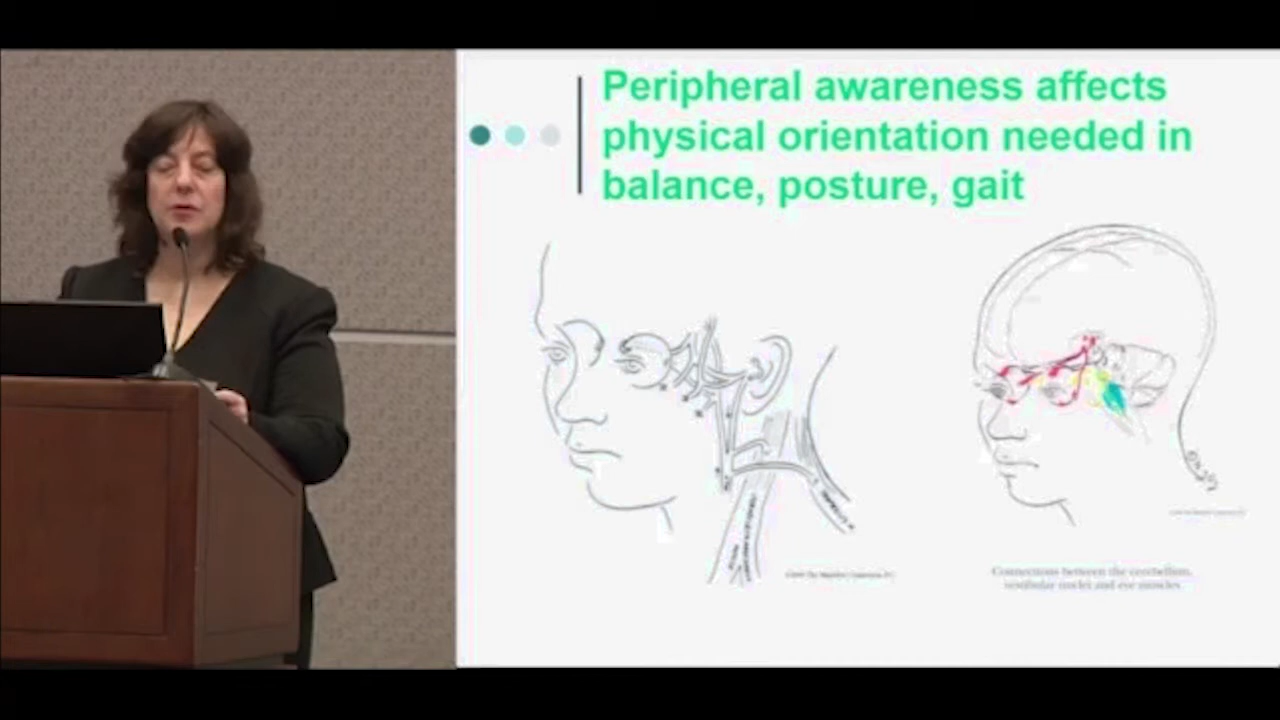 Peripheral awareness affects
physical orientation needed in
balance, posture, gait
Connections between the cerebellum,
vestibular nuclei and eye muscles.